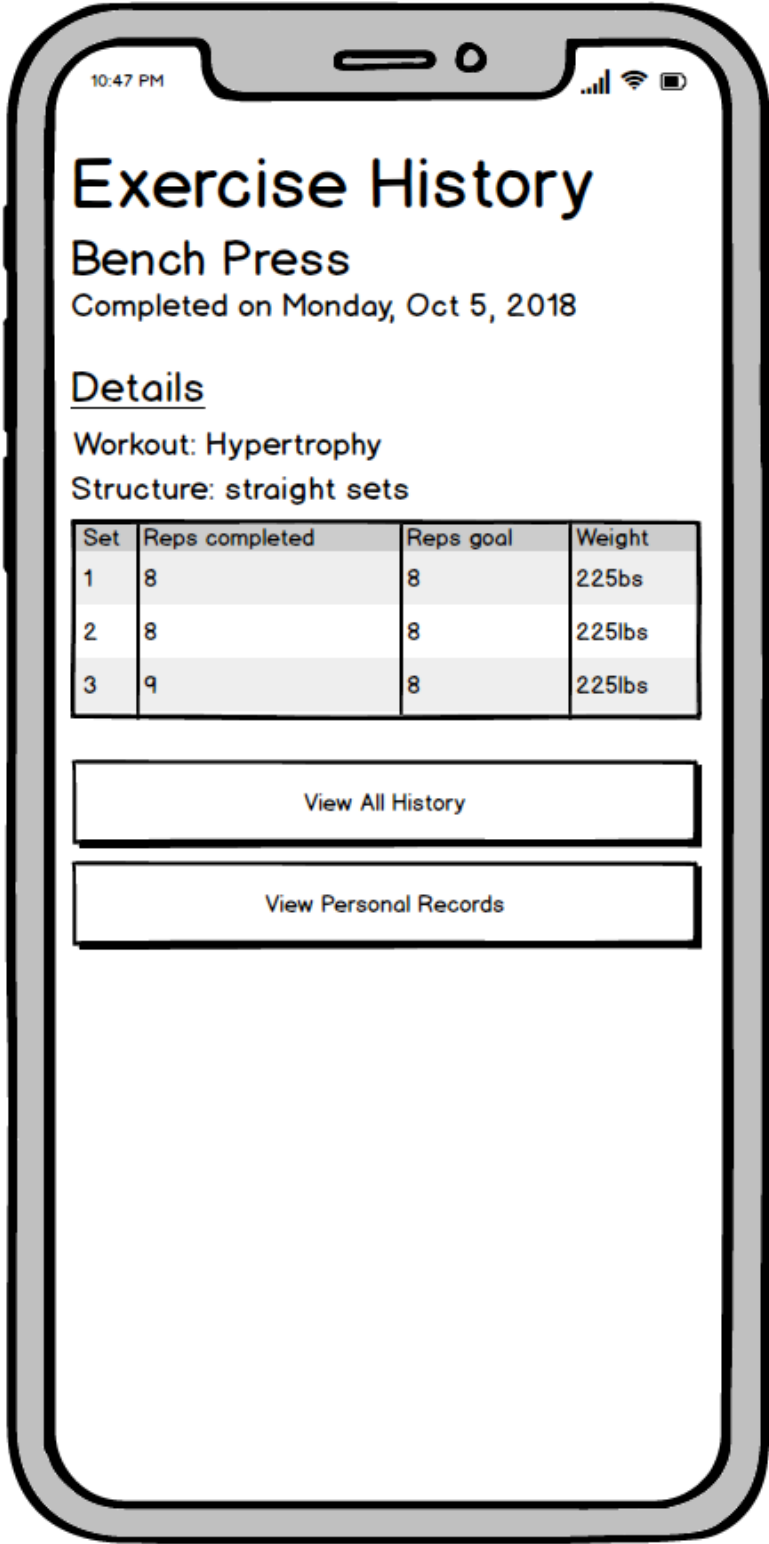 10:47 PM
Exercise History
Bench Press
Completed on Monday, Oct 5, 2018
Details
Workout: Hypertrophy
Structure: straight sets
Set Reps completed Reps goal Weight
1 8 8 225bs
2 8 8 225lbs
3 9 8 225lbs
View All History
View Personal Records